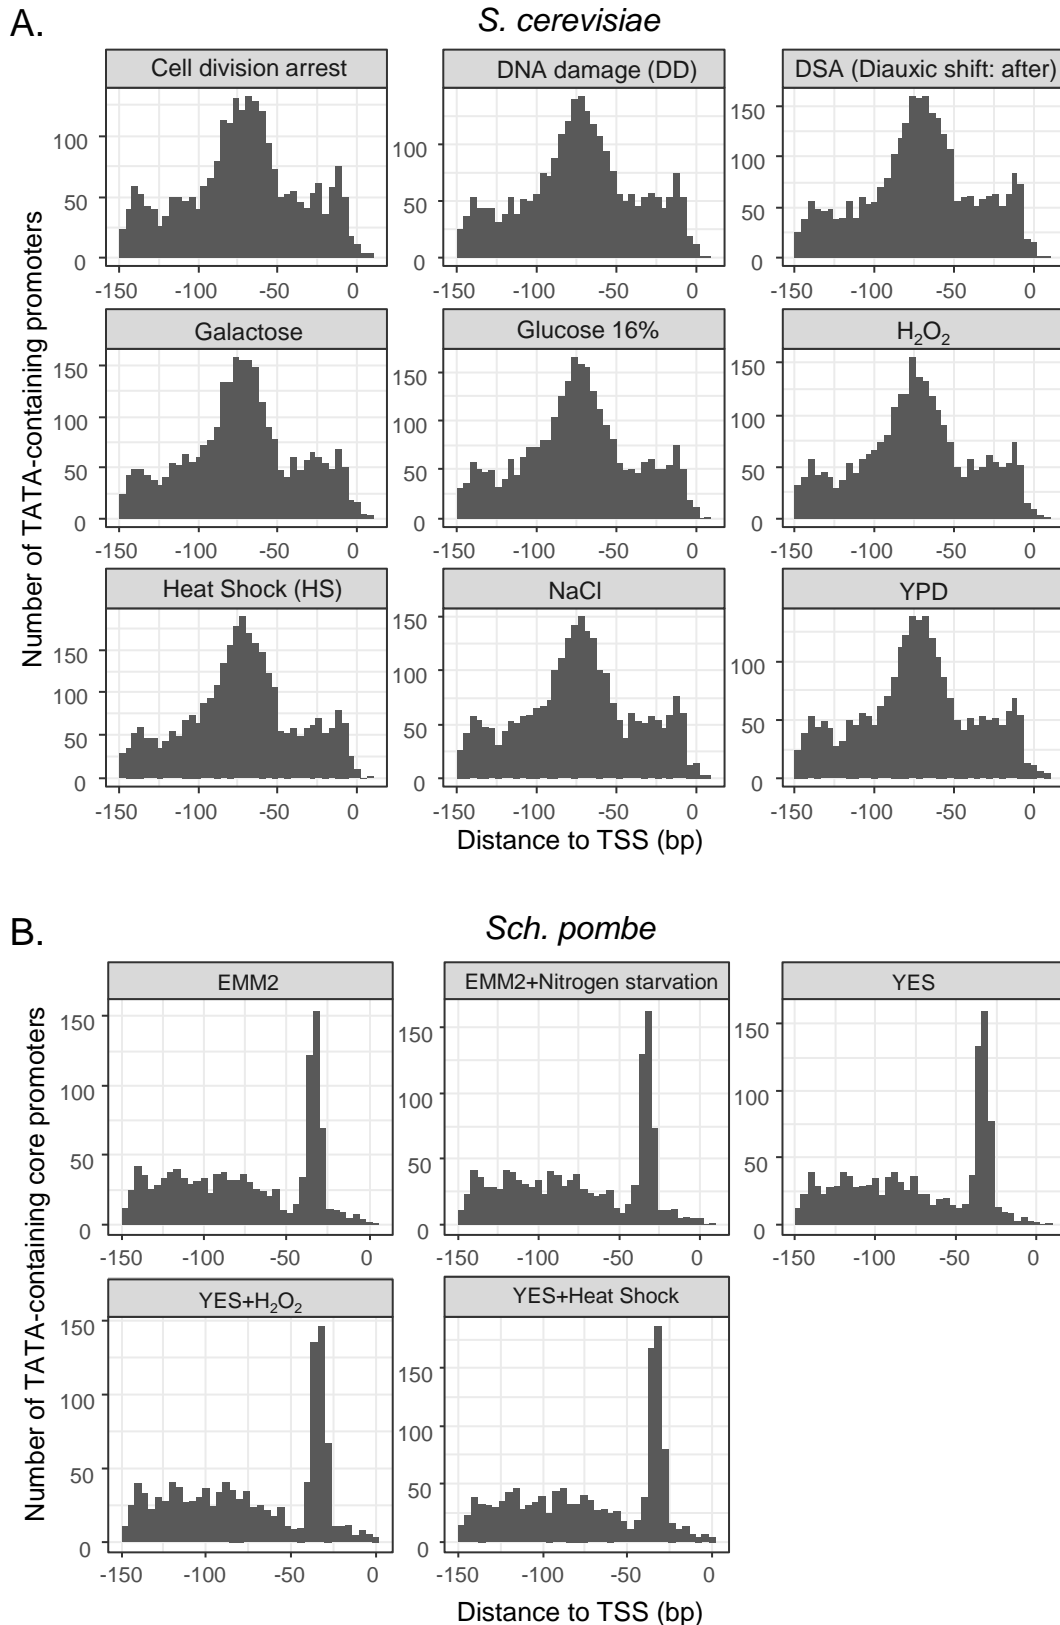 A.
S. cerevisiae
Number of TATA-containing promoters
Cell division arrest
DNA damage (DD)
DSA (Diauxic shift: after)
100
50
0
100
50
0
150
100
50
0
-150 -100 -50 0
-150 -100 -50 0
-150 -100 -50 0
Galactose
Glucose 16%
H₂O₂
150
100
50
0
150
100
50
0
150
100
50
0
-150 -100 -50 0
-150 -100 -50 0
-150 -100 -50 0
Heat Shock (HS)
NaCl
YPD
150
100
50
0
150
100
50
0
100
50
0
-150 -100 -50 0
-150 -100 -50 0
-150 -100 -50 0
Distance to TSS (bp)
B.
Sch. pombe
Number of TATA-containing core promoters
EMM2
EMM2+Nitrogen starvation
YES
150
100
50
0
150
100
50
0
150
100
50
0
-150 -100 -50 0
-150 -100 -50 0
-150 -100 -50 0
YES+H₂O₂
YES+Heat Shock
150
100
50
0
150
100
50
0
-150 -100 -50 0
-150 -100 -50 0
Distance to TSS (bp)